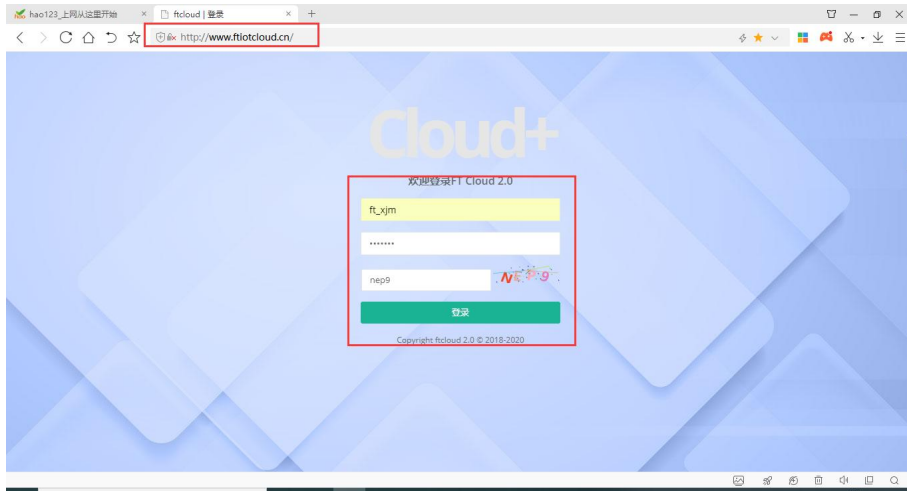 hao123_上网从这里开始
ftcloud | 登录
http://www.ftiotcloud.cn/
Cloud+
欢迎登录FT Cloud 2.0
ft_xjm
•••••••
nep9
NEP9
登录
Copyright ftcloud 2.0 © 2018-2020